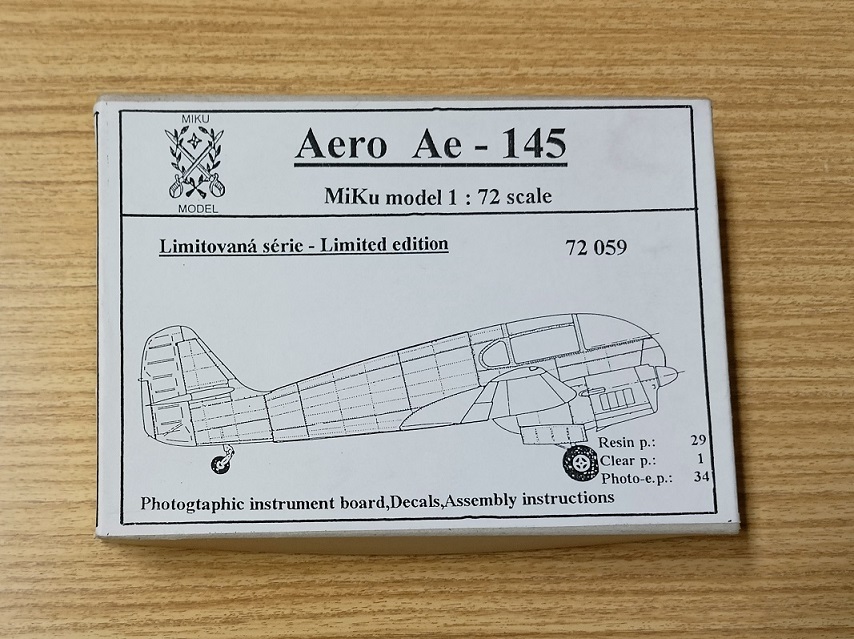 MIKU
MODEL
Aero Ae - 145
MiKu model 1 : 72 scale
Limitovaná série - Limited edition
72 059
Resin p.: 29
Clear p.: 1
Photo-e.p.: 34
Photogtaphic instrument board,Decals,Assembly instructions